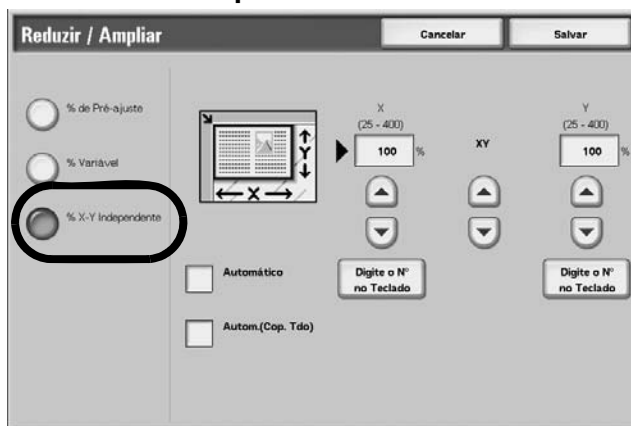 Reduzir / Ampliar
Cancelar
Salvar
% de Pré-ajuste
% Variável
% X-Y Independente
X
Y
X
(25 - 400)
100 %
XY
Y
(25 - 400)
100 %
Automático
Autom.(Cop. Tdo)
Digite o Nº
no Teclado
Digite o Nº
no Teclado